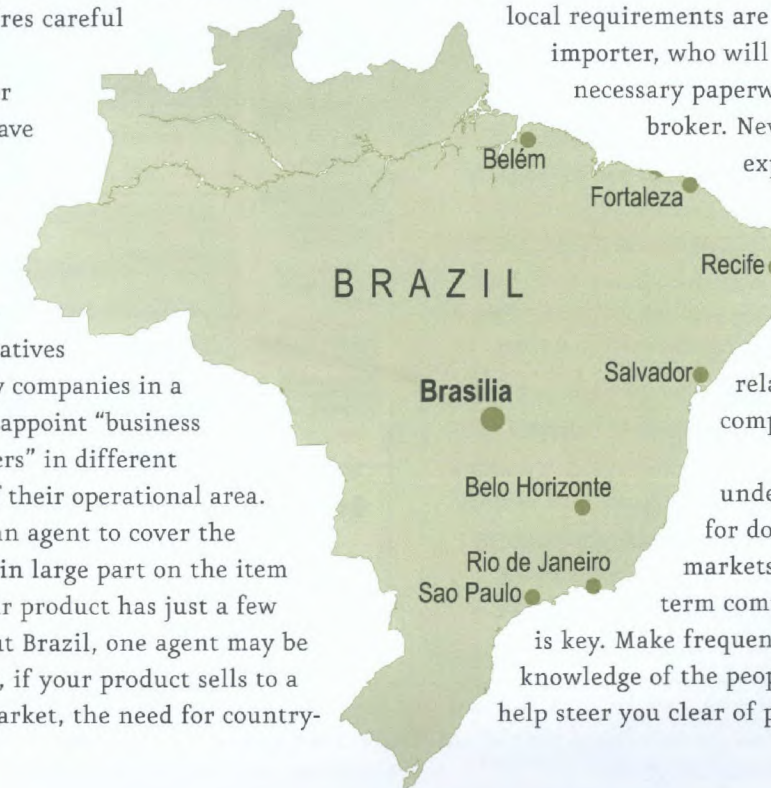 res careful
r
ave
atives
y companies in a
appoint “business
ers” in different
f their operational area.
an agent to cover the
in large part on the item
ur product has just a few
ut Brazil, one agent may be
, if your product sells to a
arket, the need for country-
BRAZIL
Belém
Fortaleza
Recife
Salvador
Brasilia
Belo Horizonte
Rio de Janeiro
Sao Paulo
local requirements are
importer, who will
necessary paperw
broker. Nev
exp
rela
comp
unde
for do
markets
term com
is key. Make frequen
knowledge of the peop
help steer you clear of p